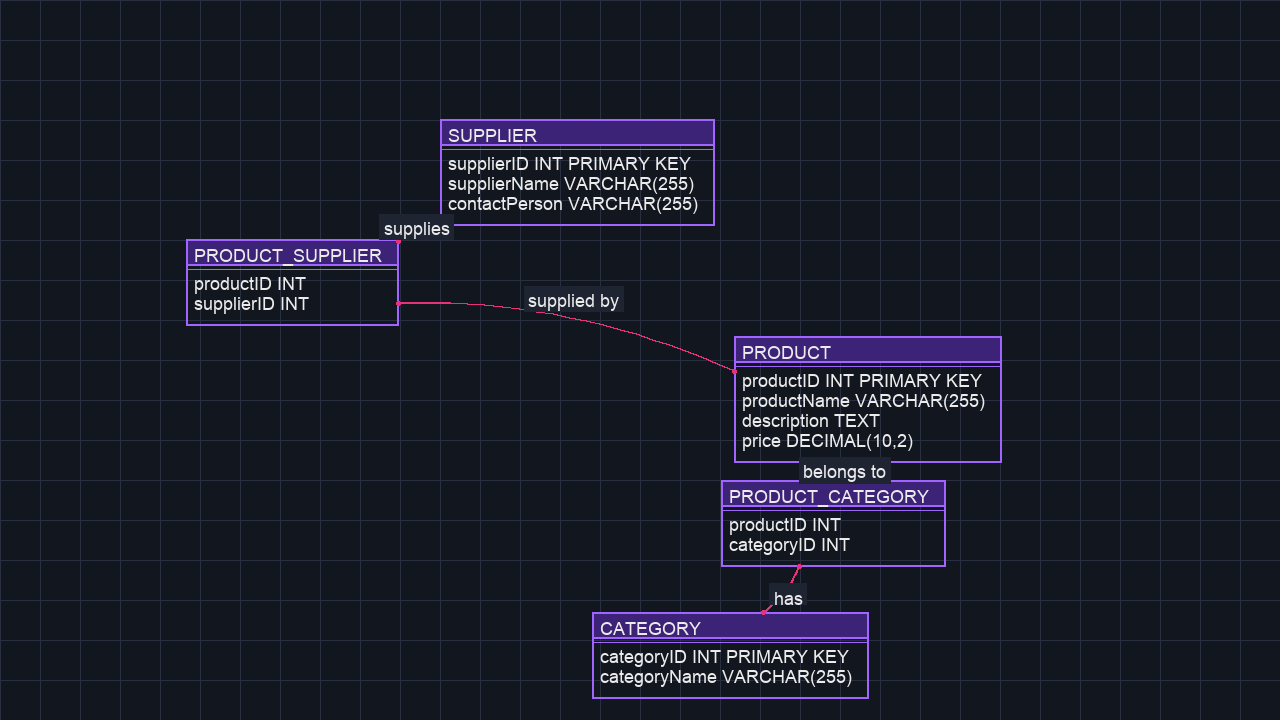 SUPPLIER
supplierID INT PRIMARY KEY
supplierName VARCHAR(255)
contactPerson VARCHAR(255)
supplies
PRODUCT_SUPPLIER
productID INT
supplierID INT
supplied by
PRODUCT
productID INT PRIMARY KEY
productName VARCHAR(255)
description TEXT
price DECIMAL(10,2)
belongs to
PRODUCT_CATEGORY
productID INT
categoryID INT
has
CATEGORY
categoryID INT PRIMARY KEY
categoryName VARCHAR(255)